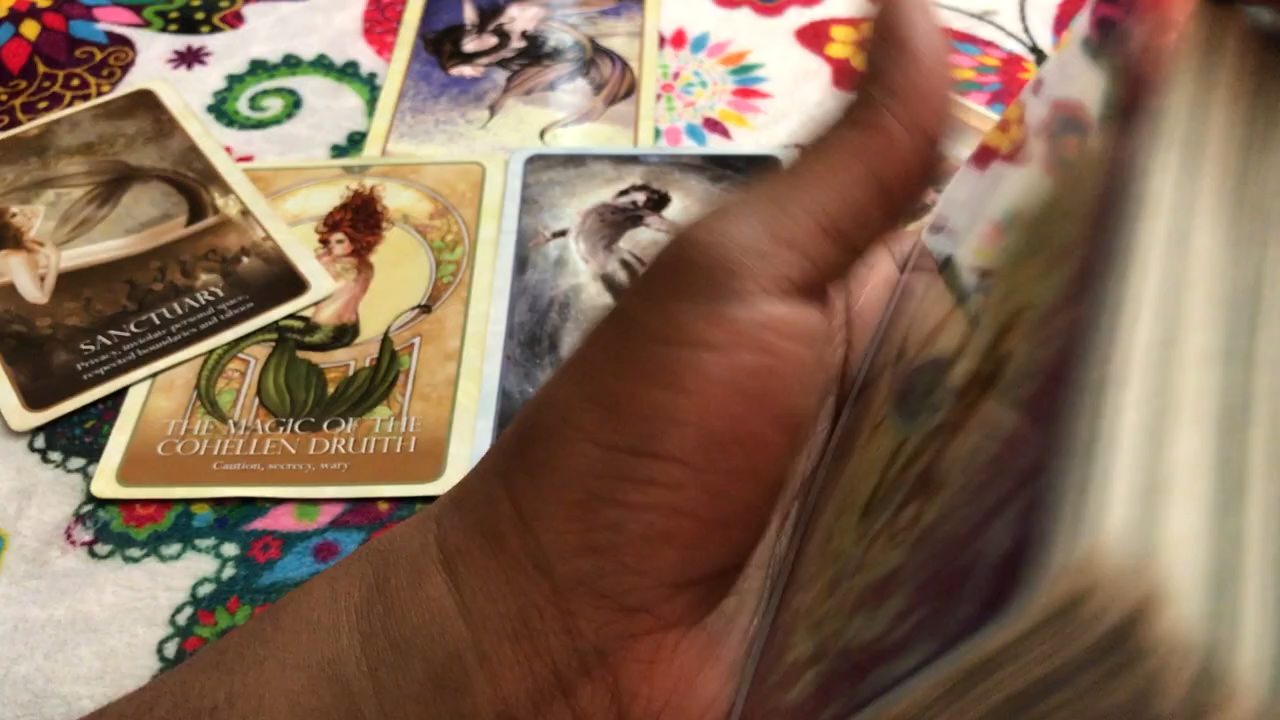 SANCTUARY
Privacy, inviolate personal space,
respected boundaries and taboos
THE MAGIC OF THE
COHELLEN DRUITH
Caution, secrecy, wary